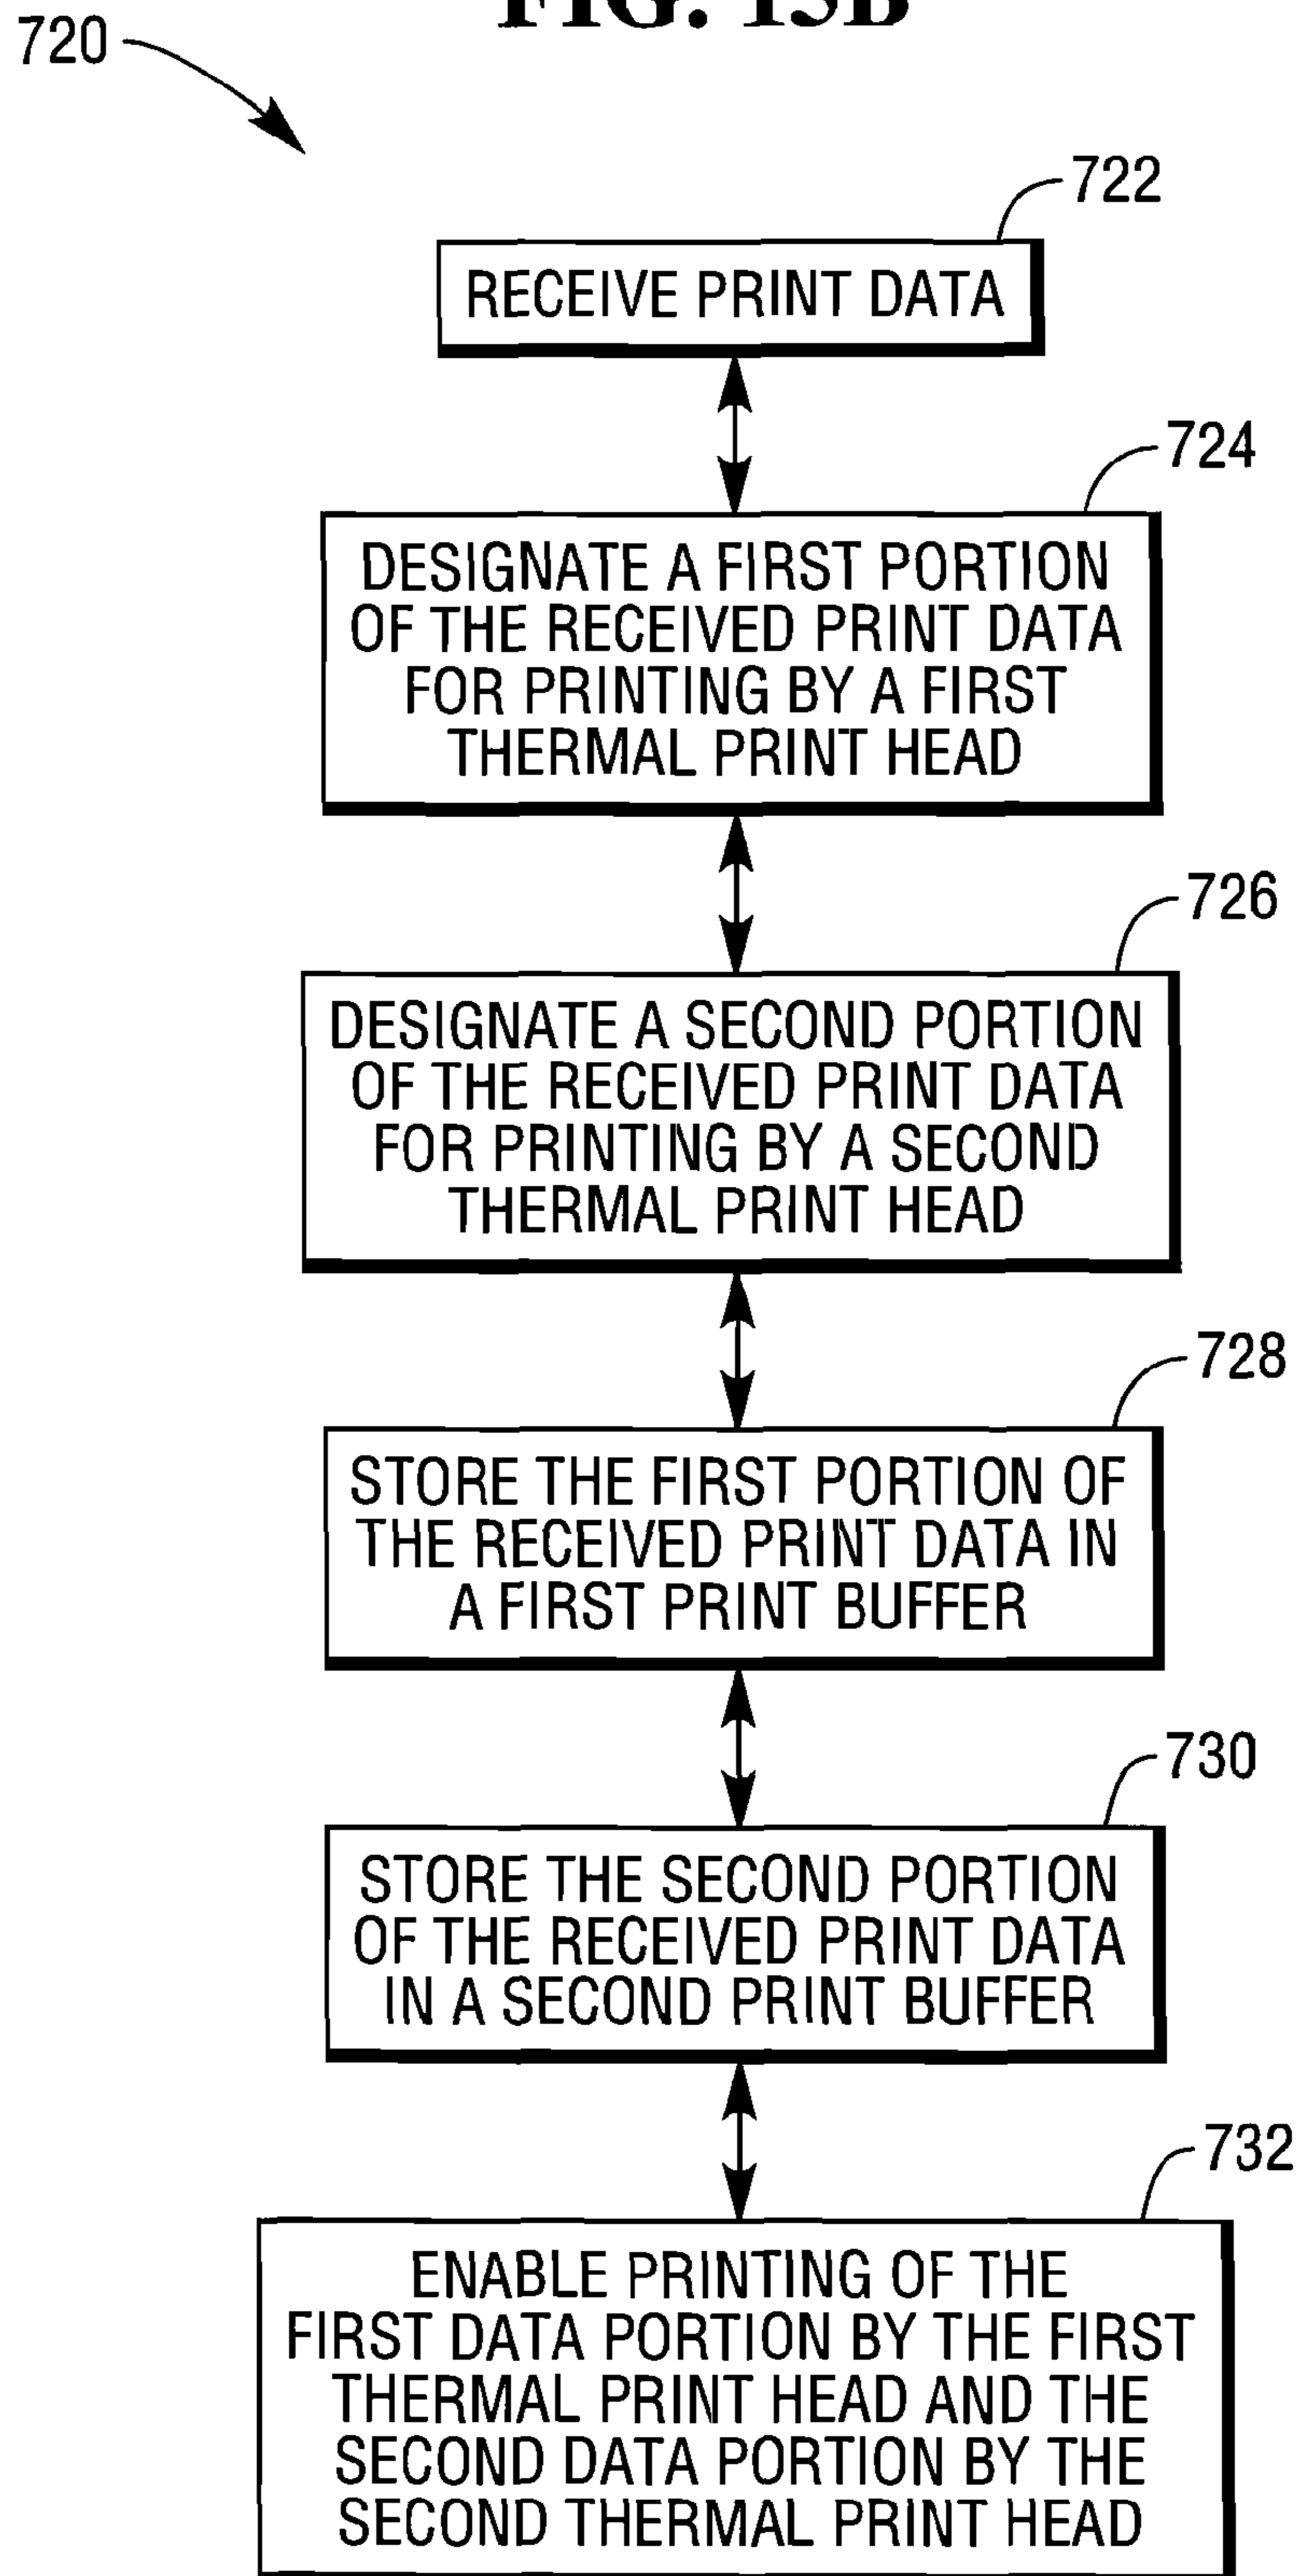 FIG. 15B
720
722
RECEIVE PRINT DATA
724
DESIGNATE A FIRST PORTION
OF THE RECEIVED PRINT DATA
FOR PRINTING BY A FIRST
THERMAL PRINT HEAD
726
DESIGNATE A SECOND PORTION
OF THE RECEIVED PRINT DATA
FOR PRINTING BY A SECOND
THERMAL PRINT HEAD
728
STORE THE FIRST PORTION OF
THE RECEIVED PRINT DATA IN
A FIRST PRINT BUFFER
730
STORE THE SECOND PORTION
OF THE RECEIVED PRINT DATA
IN A SECOND PRINT BUFFER
732
ENABLE PRINTING OF THE
FIRST DATA PORTION BY THE FIRST
THERMAL PRINT HEAD AND THE
SECOND DATA PORTION BY THE
SECOND THERMAL PRINT HEAD